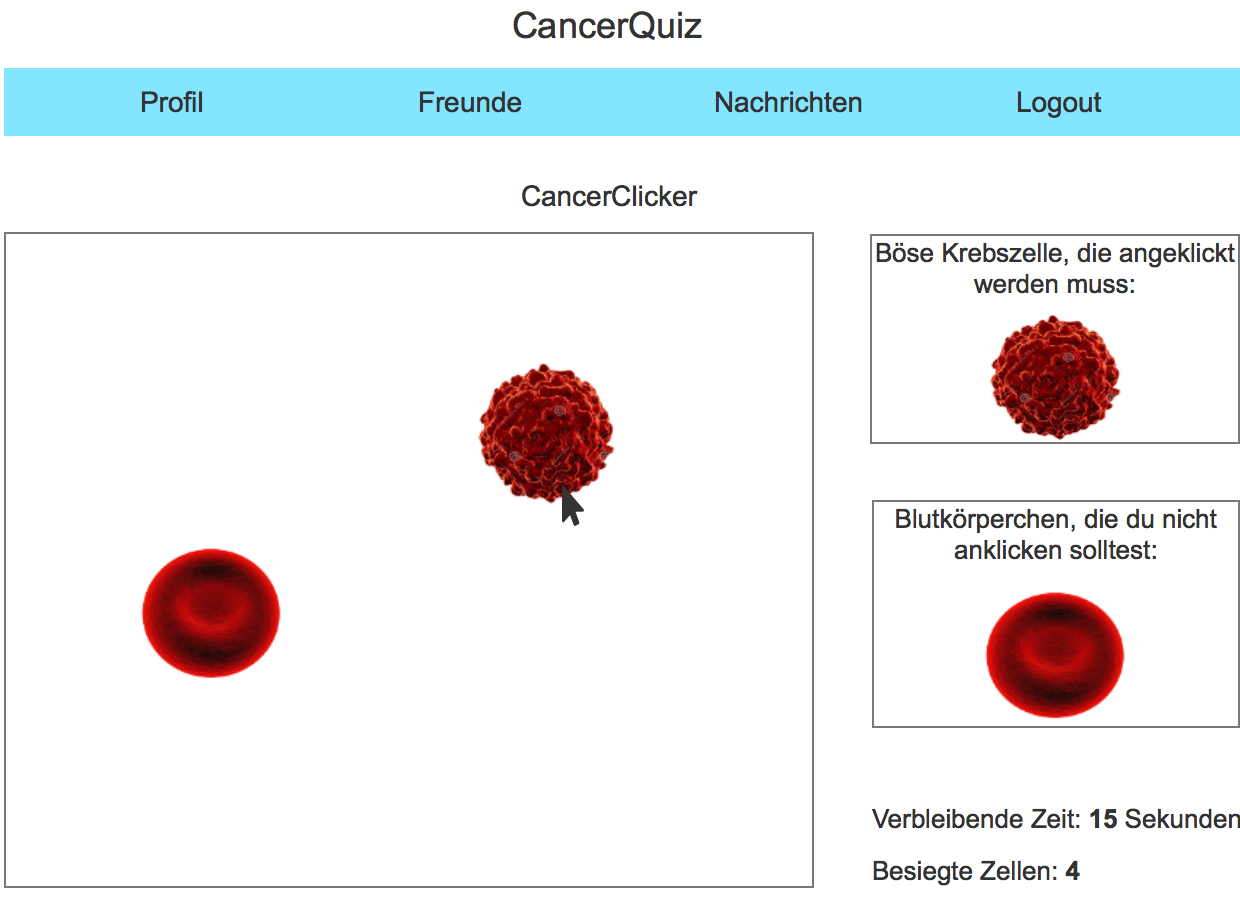 CancerQuiz
Profil
Freunde
Nachrichten
Logout
CancerClicker
Böse Krebszelle, die angeklickt
werden muss:
Blutkörperchen, die du nicht
anklicken solltest:
Verbleibende Zeit: 15 Sekunden
Besiegte Zellen: 4